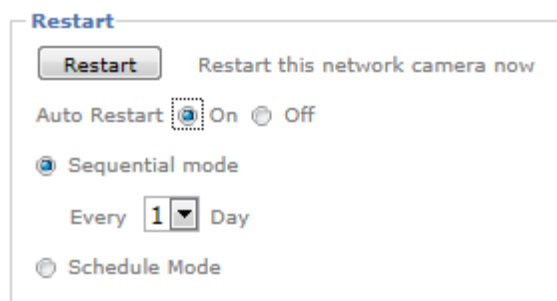 Restart
Restart Restart this network camera now
Auto Restart On Off
Sequential mode
Every 1 Day
Schedule Mode